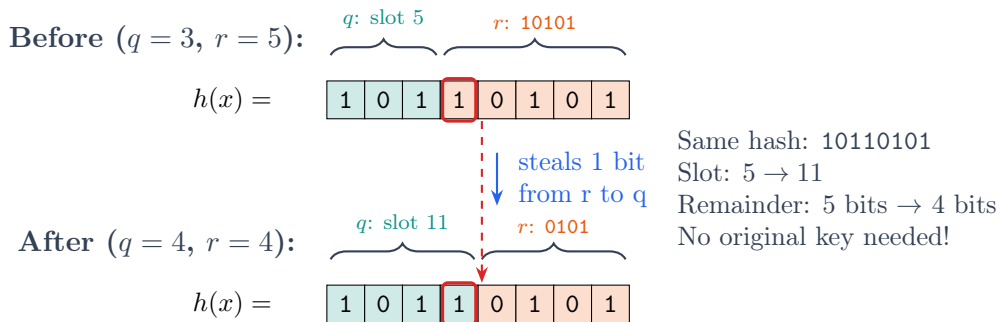 q: slot 5
r: 10101
Before (q = 3, r = 5):
h(x) =
1 0 1 1 0 1 0 1
steals 1 bit
from r to q
Same hash: 10110101
Slot: 5 → 11
Remainder: 5 bits → 4 bits
No original key needed!
q: slot 11
r: 0101
After (q = 4, r = 4):
h(x) =
1 0 1 1 0 1 0 1